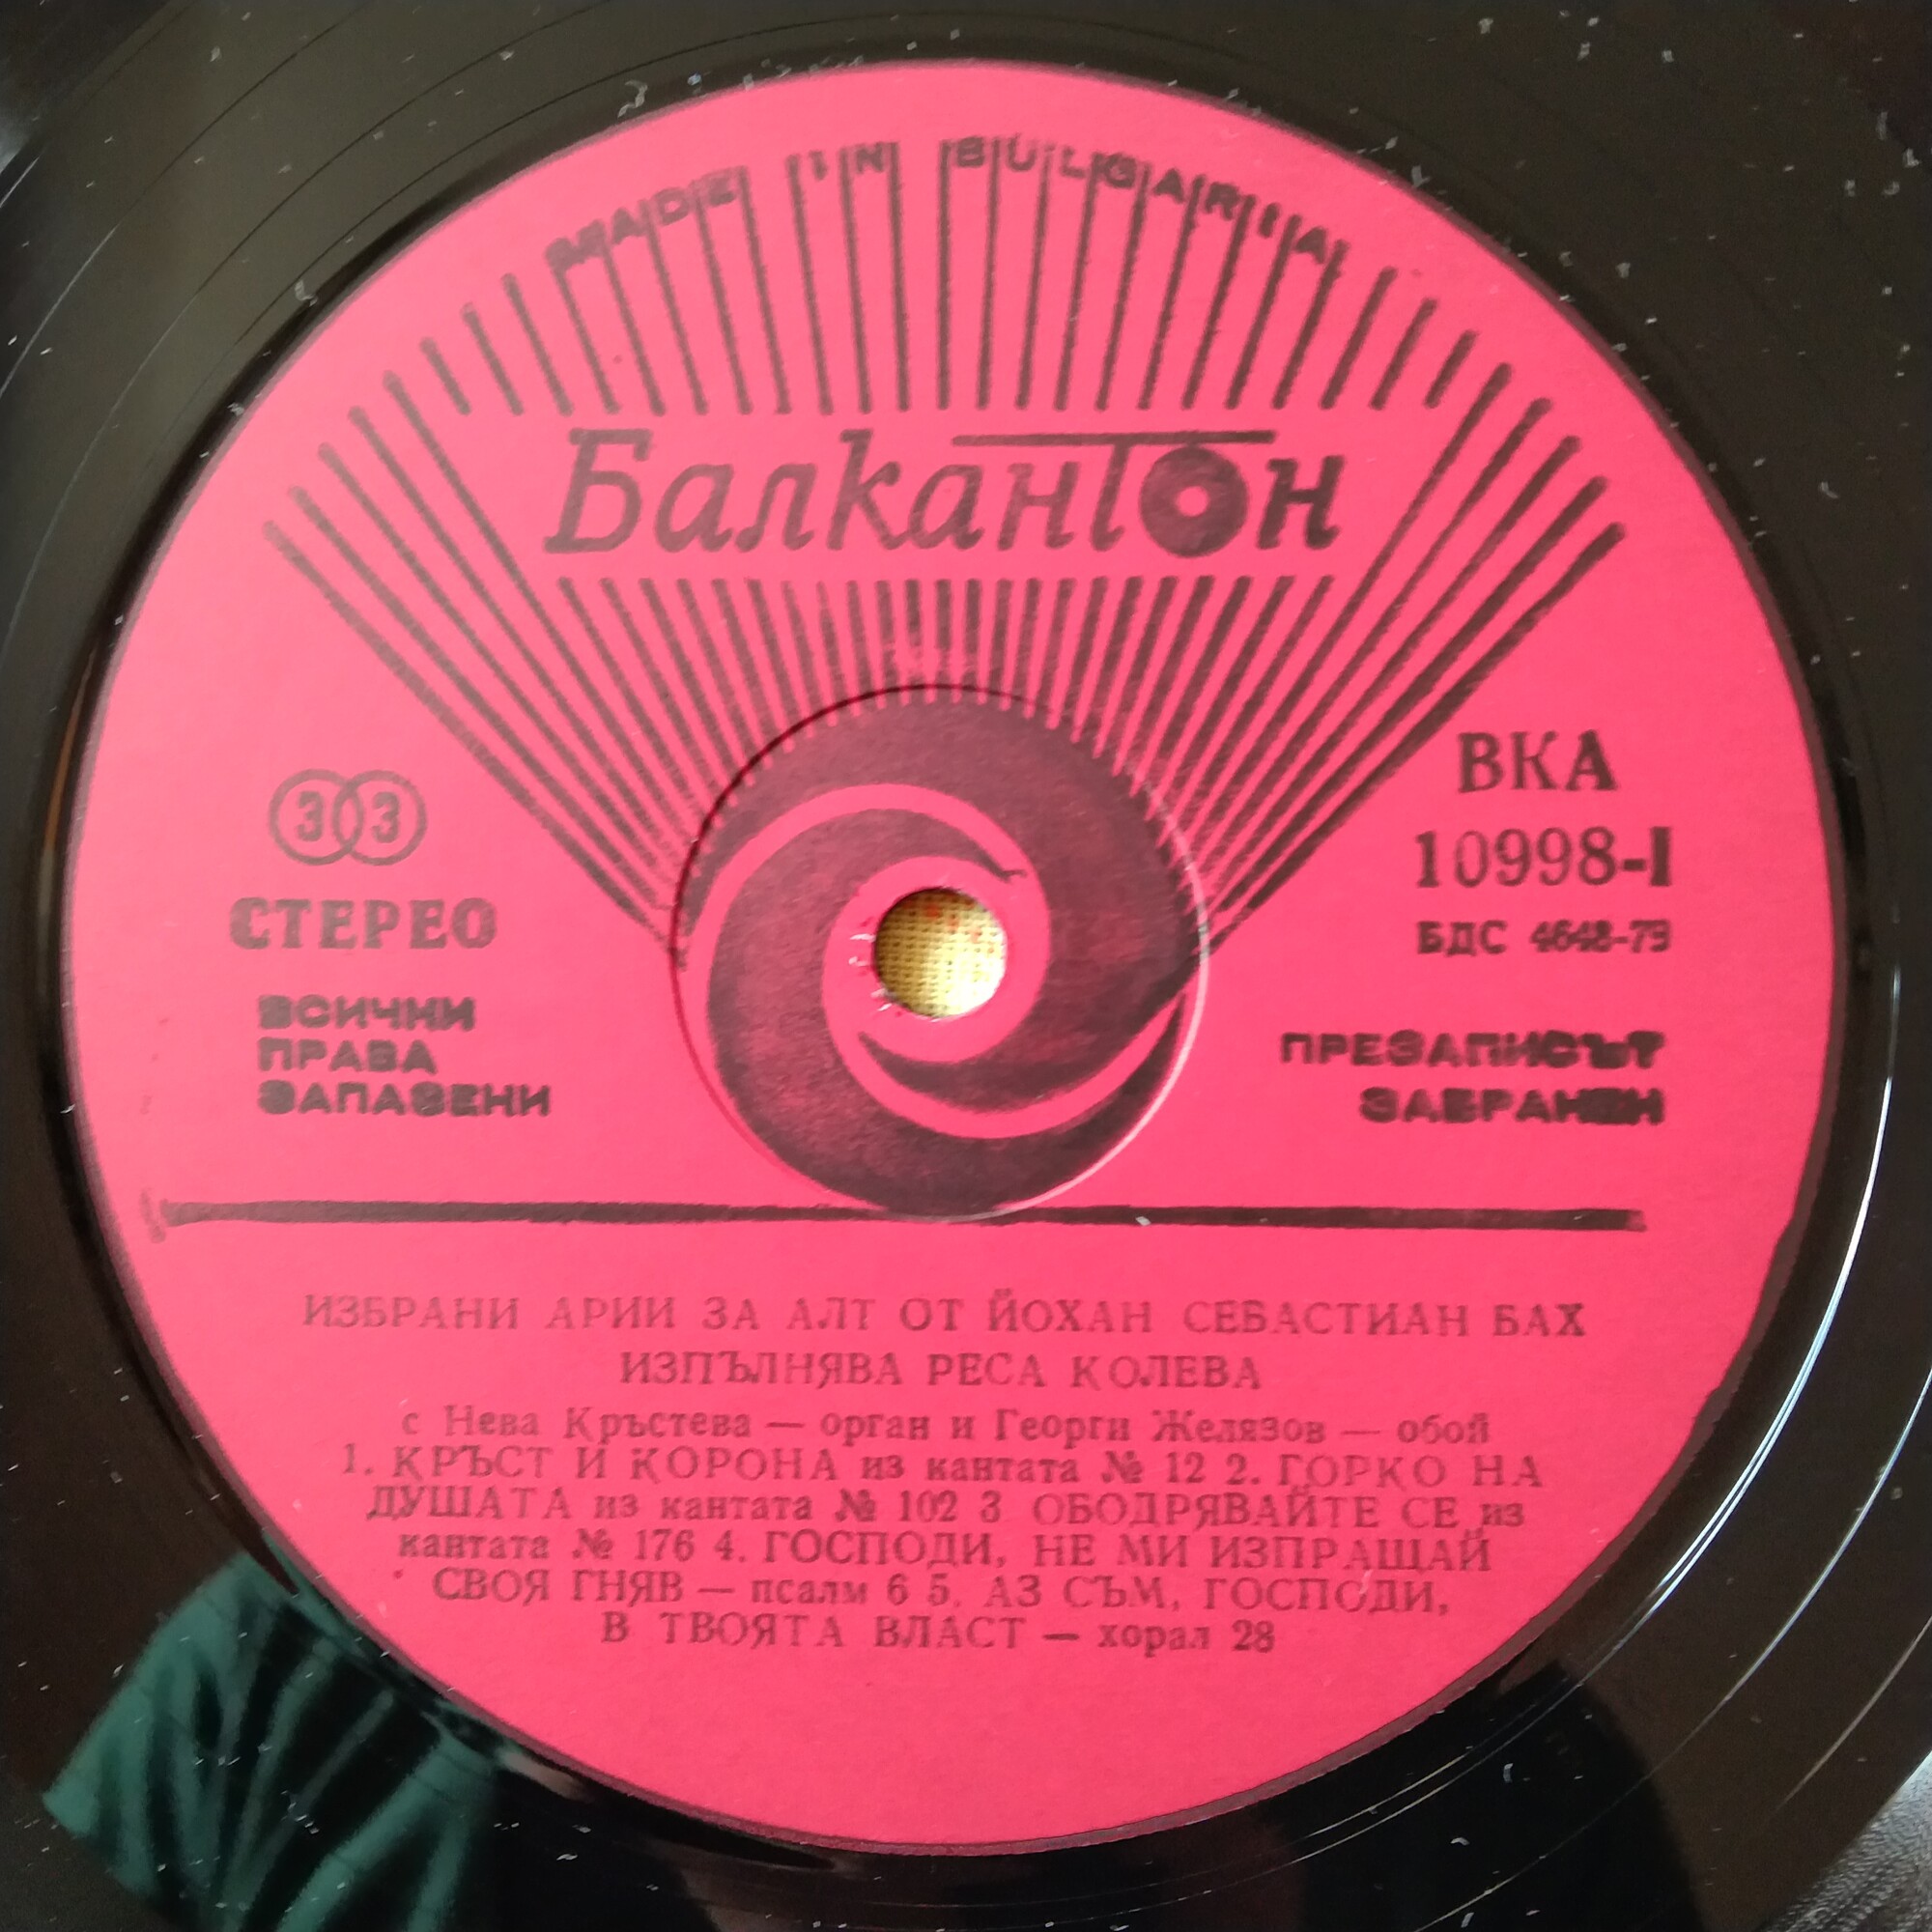 MADE IN BULGARIA
Балкантон
33
СТЕРЕО
ВСИЧКИ
ПРАВА
ЗАПАЗЕНИ
ВКА
10998-I
БДС 4648-79
ПРЕЗАПИСЪТ
ЗАБРАНЕН
ИЗБРАНИ АРИИ ЗА АЛТ ОТ ЙОХАН СЕБАСТИАН БАХ
ИЗПЪЛНЯВА РЕСА КОЛЕВА
с Нева Кръстева — орган и Георги Желязов — обой
1. КРЪСТ И КОРОНА из кантата № 12 2. ГОРКО НА
ДУШАТА из кантата № 102 3 ОБОДРЯВАЙТЕ СЕ из
кантата № 176 4. ГОСПОДИ, НЕ МИ ИЗПРАЩАЙ
СВОЯ ГНЯВ — псалм 6 5. АЗ СЪМ, ГОСПОДИ,
В ТВОЯТА ВЛАСТ — хорал 28